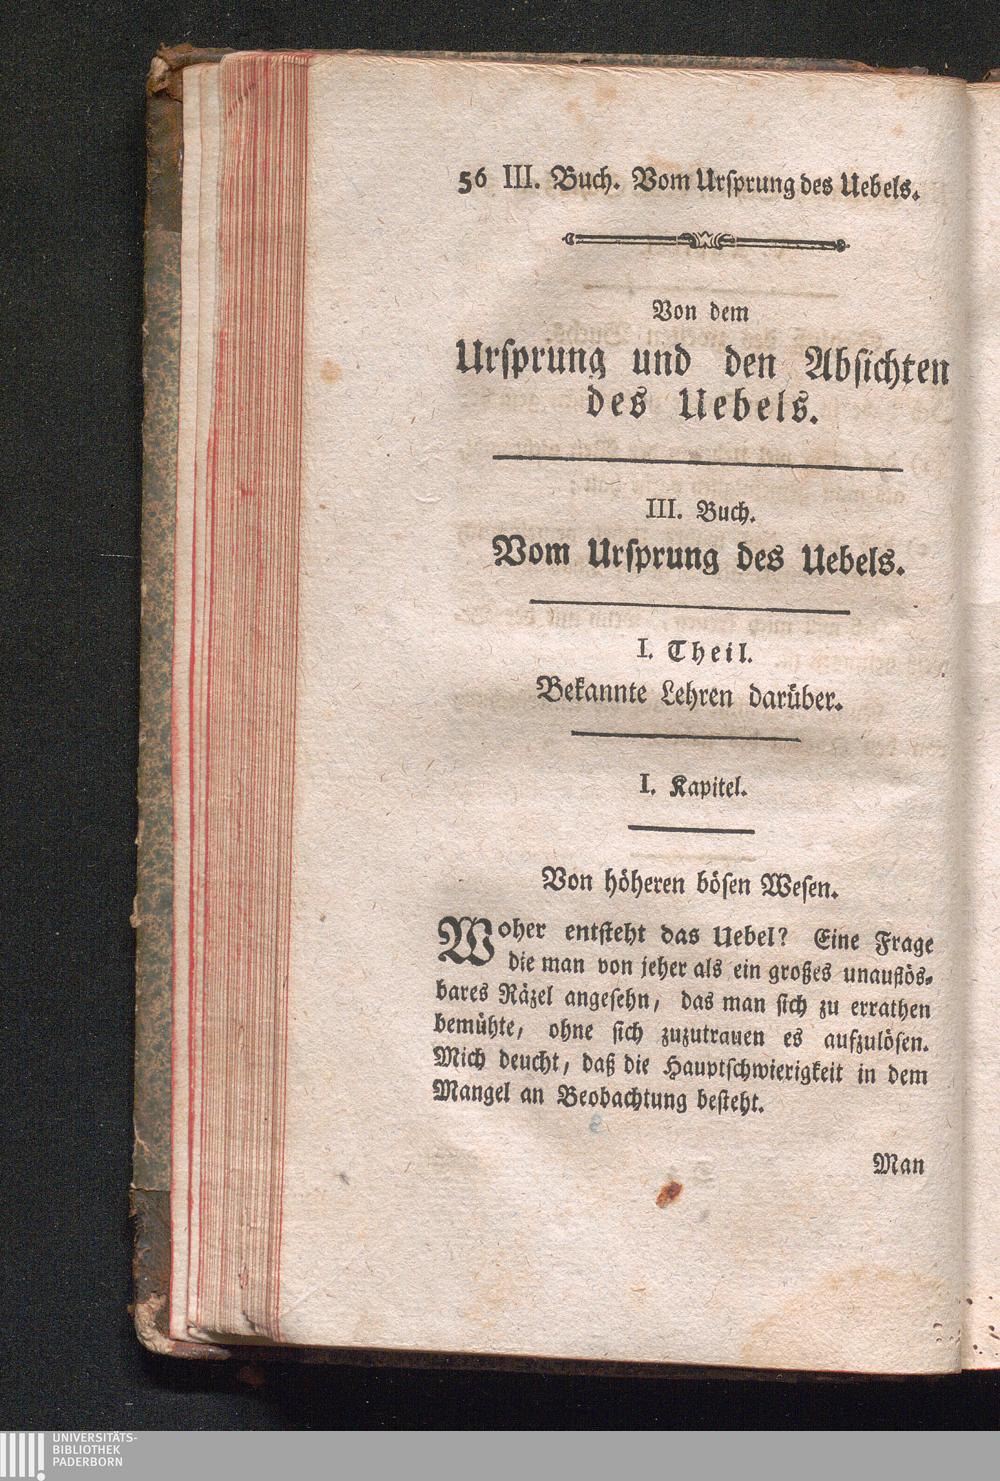 56 III. Buch. Vom Ursprung des Uebels.
Von dem
Ursprung und den Absichten
des Uebels.
III. Buch.
Vom Ursprung des Uebels.
I. Theil.
Bekannte Lehren darüber.
I. Kapitel.
Von höheren bösen Wesen.
Woher entsteht das Uebel? Eine Frage
die man von jeher als ein großes unauflös-
bares Räzel angesehn, das man sich zu errathen
bemühte, ohne sich zuzutrauen es aufzulösen.
Mich deucht, daß die Hauptschwierigkeit in dem
Mangel an Beobachtung besteht.
Man
UNIVERSITÄTS-
BIBLIOTHEK
PADERBORN